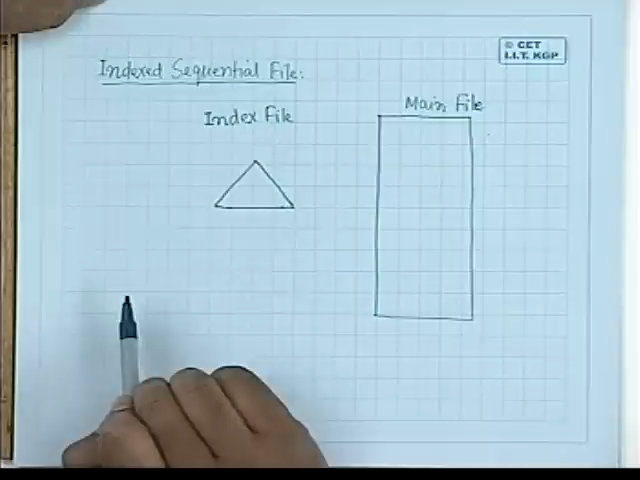 © CET
I.I.T. KGP
Indexed Sequential File:
Main File
Index File